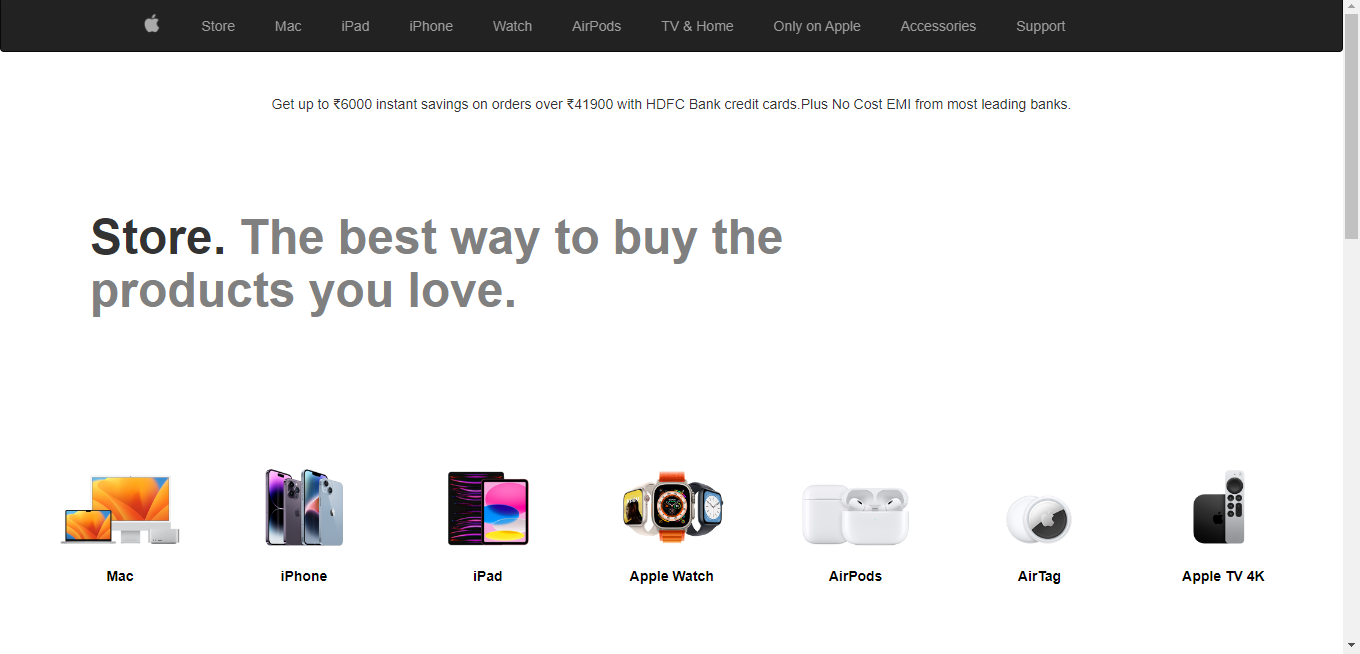 Store Mac iPad iPhone Watch AirPods TV & Home Only on Apple Accessories Support
Get up to ₹6000 instant savings on orders over ₹41900 with HDFC Bank credit cards.Plus No Cost EMI from most leading banks.
Store. The best way to buy the
products you love.
Mac iPhone iPad Apple Watch AirPods AirTag Apple TV 4K